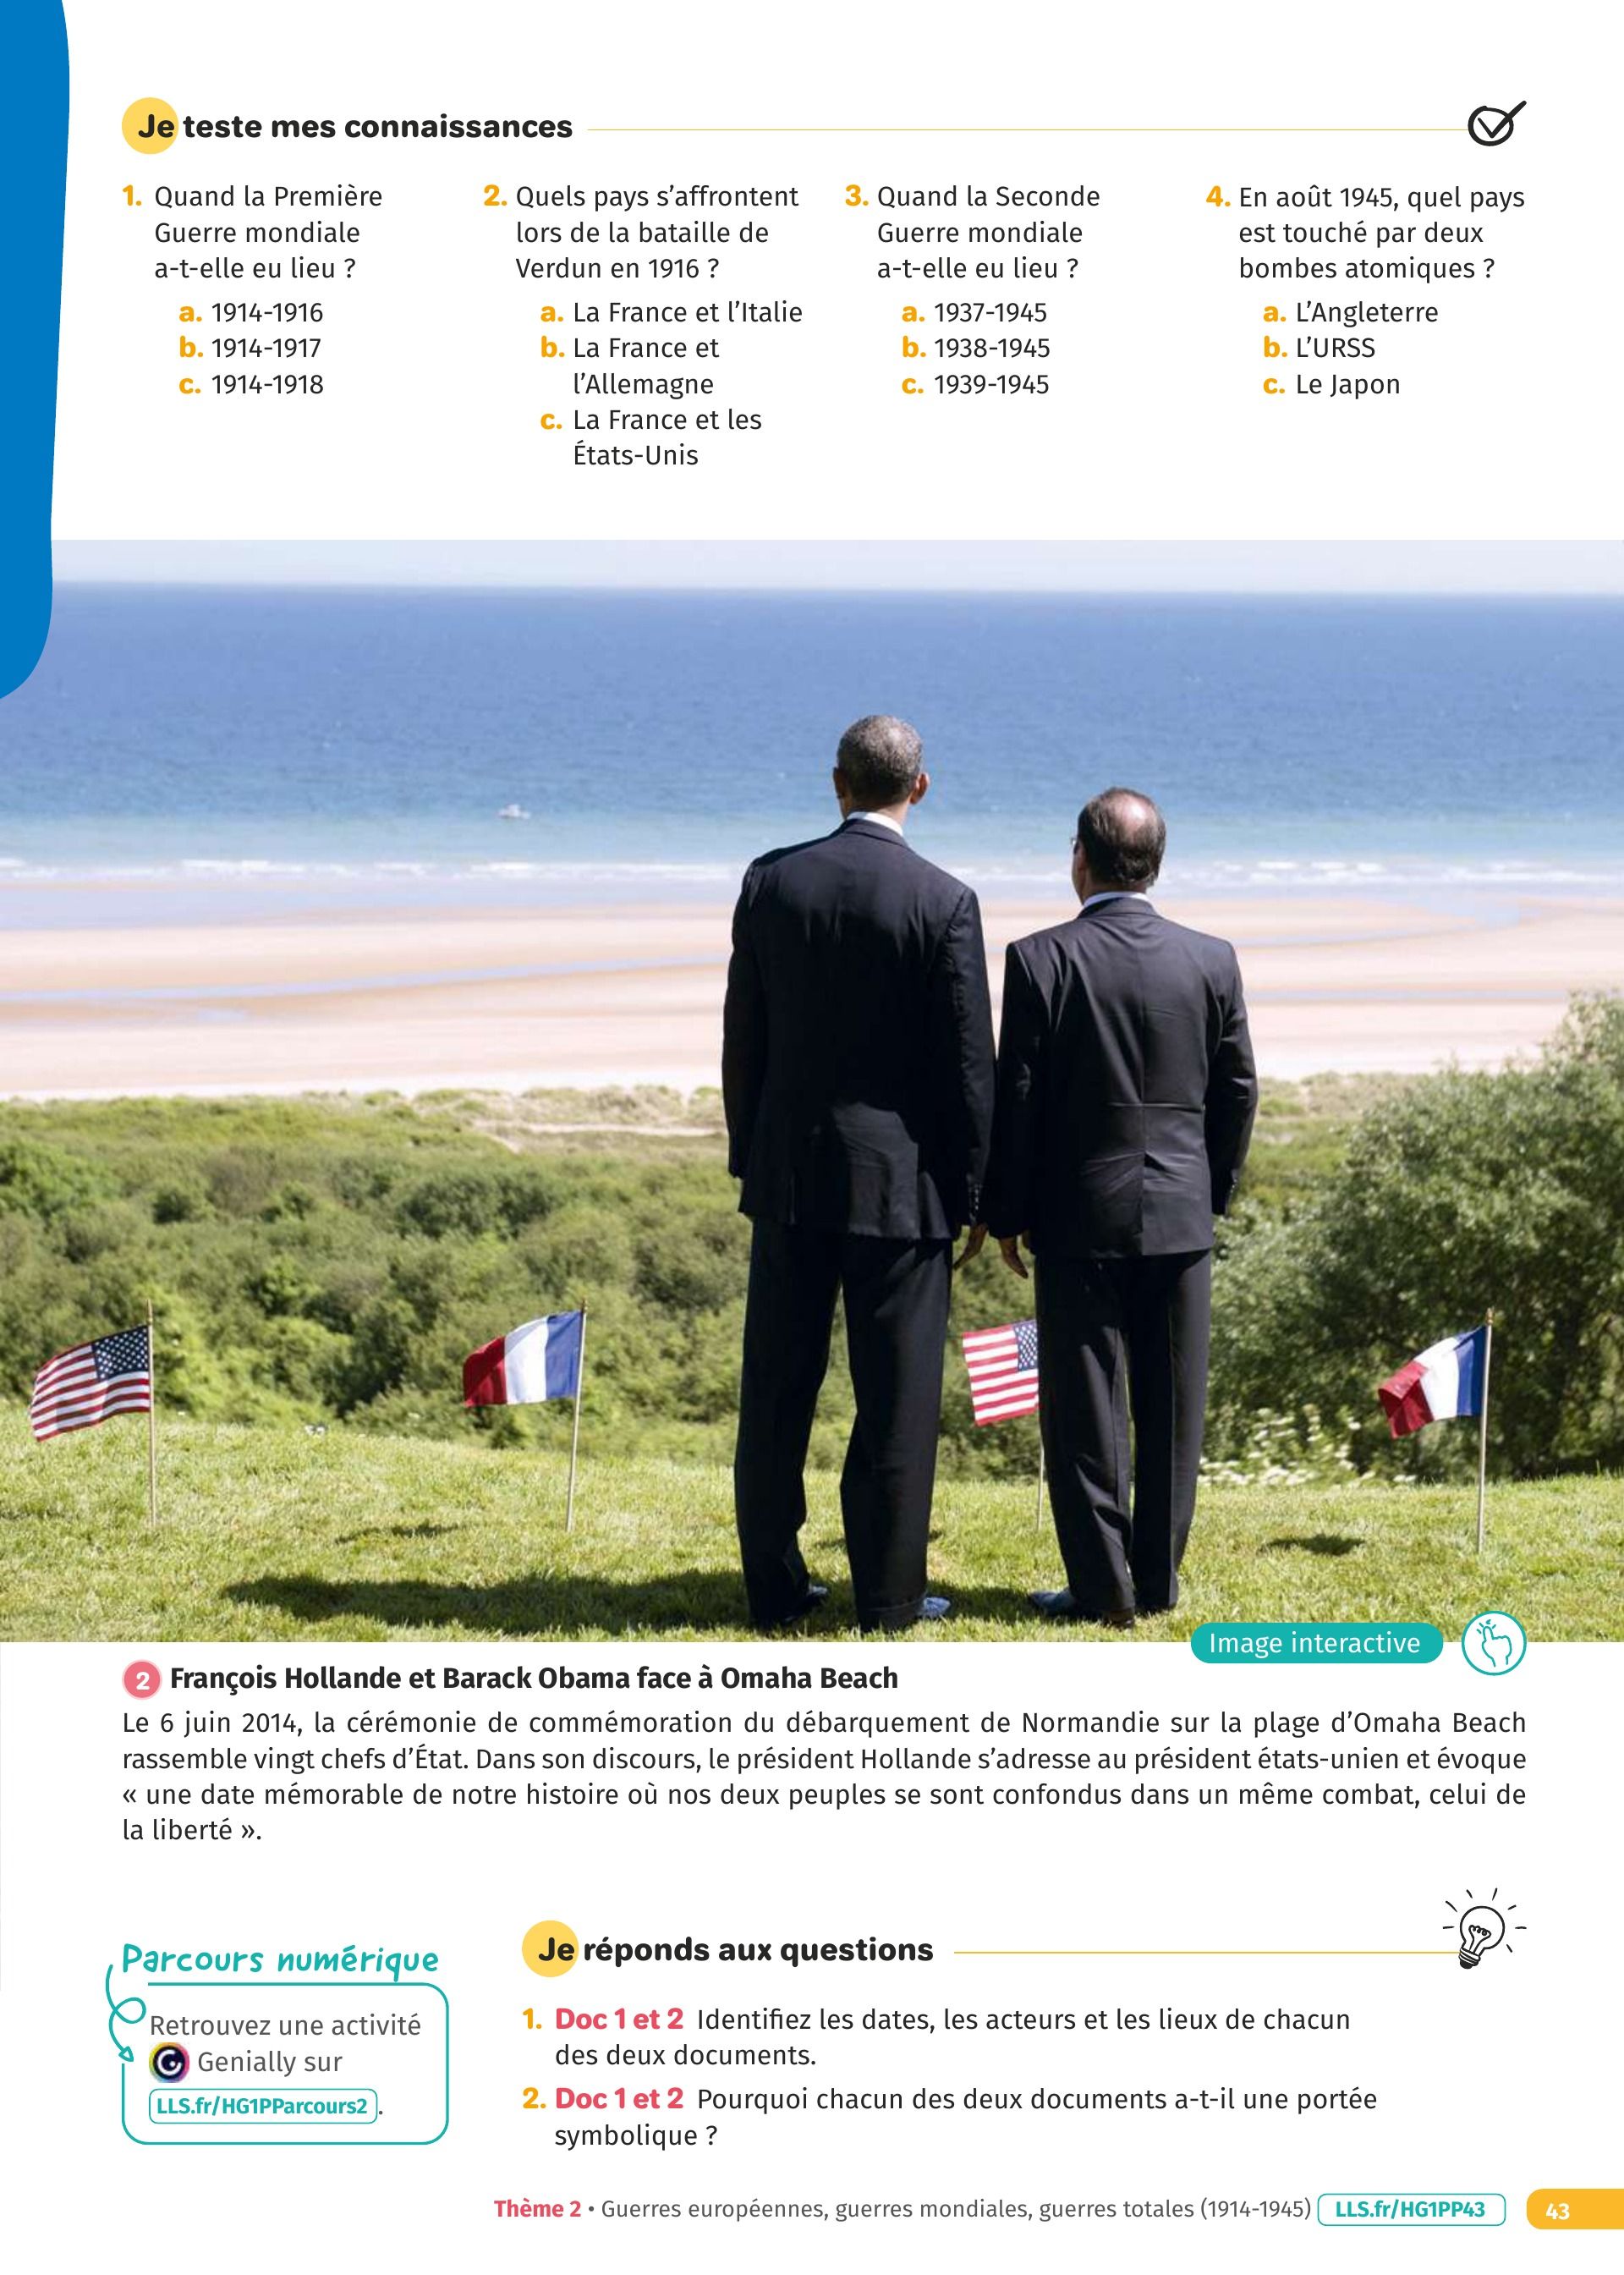 Je teste mes connaissances
1. Quand la Première
Guerre mondiale
a-t-elle eu lieu ?
a. 1914-1916
b. 1914-1917
c. 1914-1918
2. Quels pays s’affrontent
lors de la bataille de
Verdun en 1916 ?
a. La France et l’Italie
b. La France et
l’Allemagne
c. La France et les
États-Unis
3. Quand la Seconde
Guerre mondiale
a-t-elle eu lieu ?
a. 1937-1945
b. 1938-1945
c. 1939-1945
4. En août 1945, quel pays
est touché par deux
bombes atomiques ?
a. L’Angleterre
b. L’URSS
c. Le Japon
Image interactive
2 François Hollande et Barack Obama face à Omaha Beach
Le 6 juin 2014, la cérémonie de commémoration du débarquement de Normandie sur la plage d’Omaha Beach
rassemble vingt chefs d’État. Dans son discours, le président Hollande s’adresse au président états-unien et évoque
« une date mémorable de notre histoire où nos deux peuples se sont confondus dans un même combat, celui de
la liberté ».
Parcours numérique
Retrouvez une activité
Genially sur
LLS.fr/HG1PPParcours2 .
Je réponds aux questions
1. Doc 1 et 2 Identifiez les dates, les acteurs et les lieux de chacun
des deux documents.
2. Doc 1 et 2 Pourquoi chacun des deux documents a-t-il une portée
symbolique ?
Thème 2 • Guerres européennes, guerres mondiales, guerres totales (1914-1945) LLS.fr/HG1PP43 43